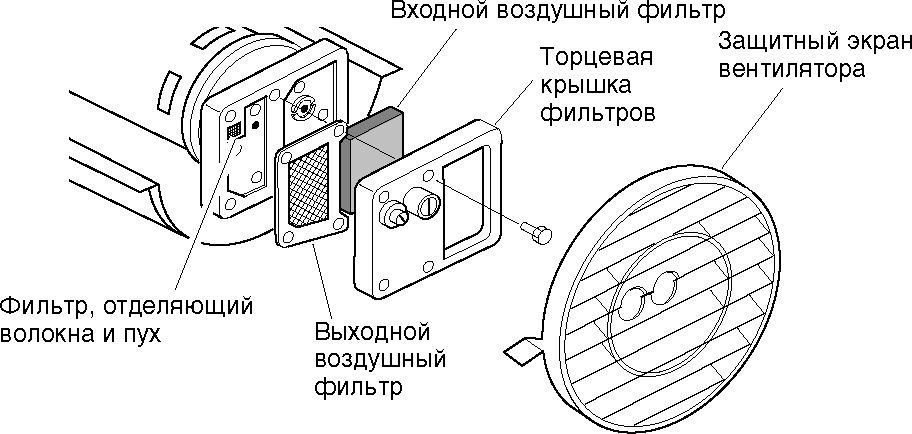 Входной воздушный фильтр
Торцевая
крышка
фильтров
Защитный экран
вентилятора
Фильтр, отделяющий
волокна и пух
Выходной
воздушный
фильтр